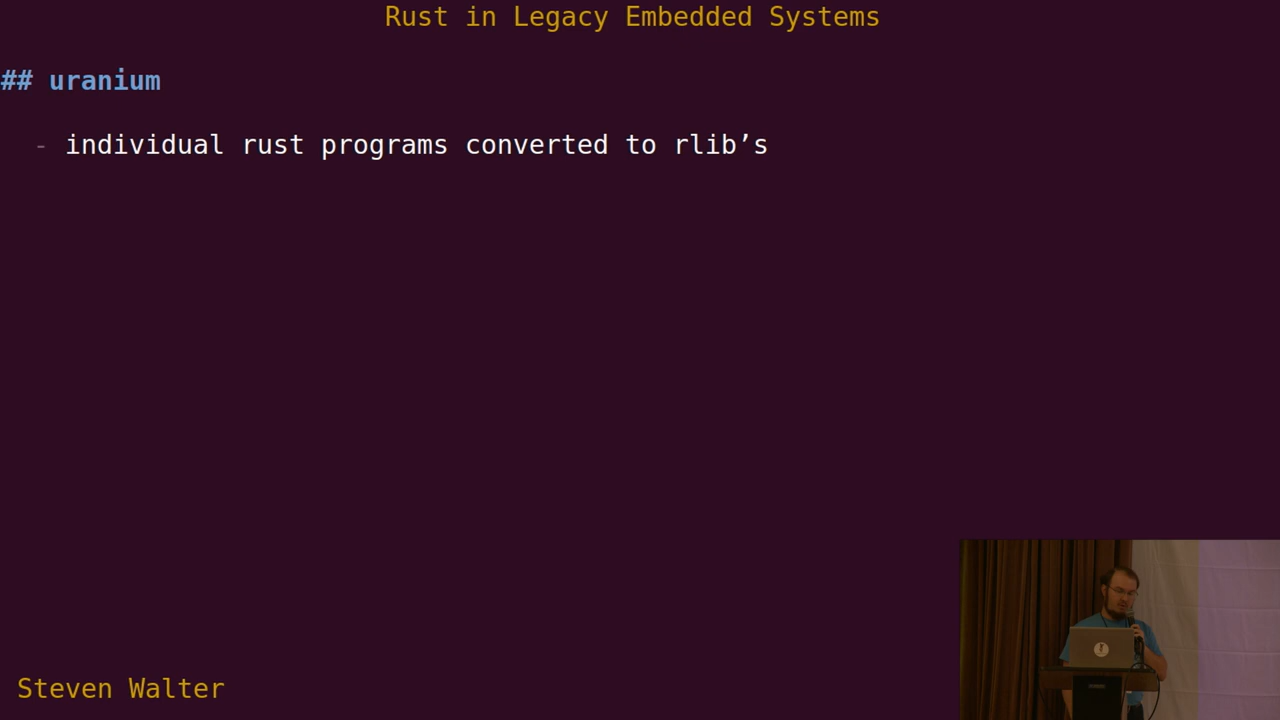 Rust in Legacy Embedded Systems
## uranium
- individual rust programs converted to rlib’s
Steven Walter